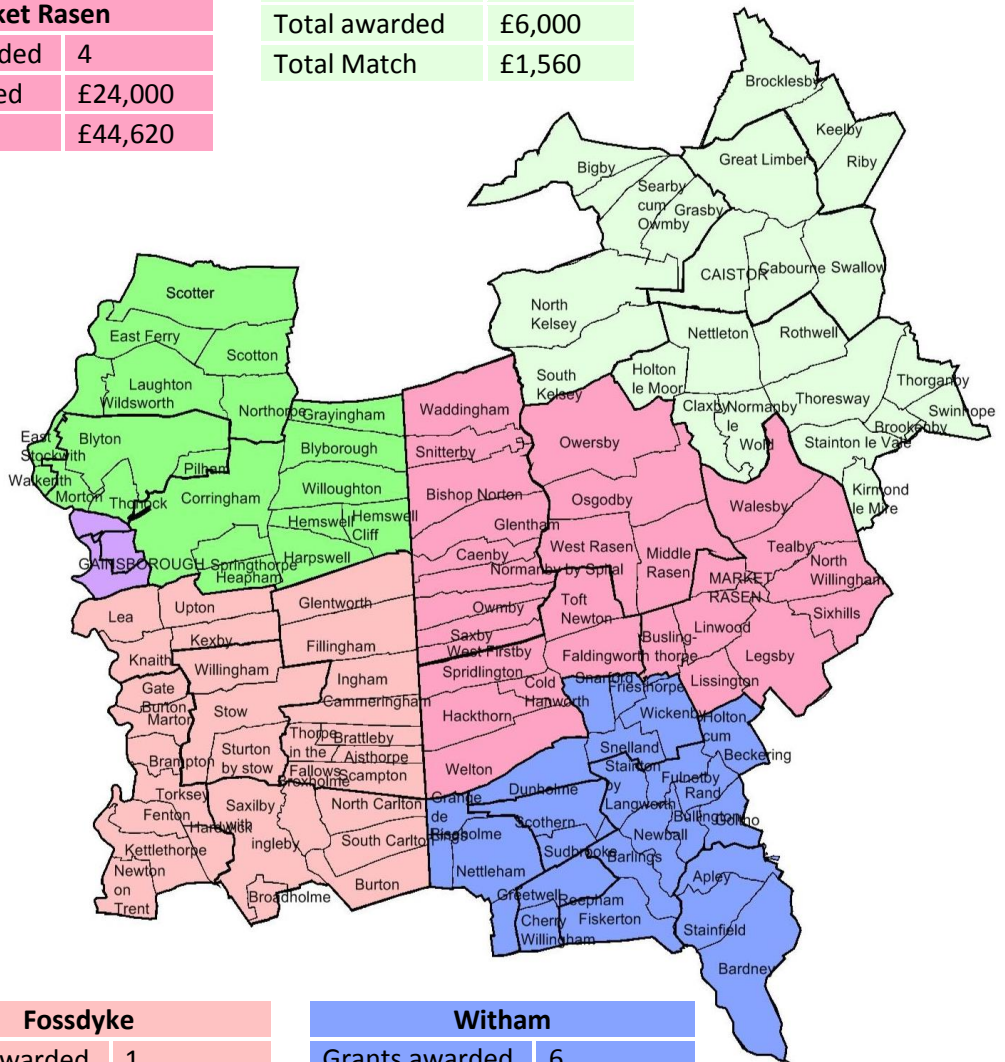 ket Rasen
ded 4
ed £24,000
£44,620
Total awarded £6,000
Total Match £1,560
Brocklesby
Keelby
Great Limber
Riby
Bigby
Searby
cum
Owmby
Grasby
CAISTOR
Cabourne
Swallow
North
Kelsey
Nettleton
Rothwell
South
Kelsey
Holton
le Moor
Claxby
Normanby
le
Wold
Thoresway
Thorganby
Swinhope
Brookenby
Stainton le Vale
Kirmond
le Mire
Scotter
East Ferry
Scotton
Laughton
Wildsworth
Northorpe
Grayingham
East
Stockwith
Blyton
Blyborough
Walkerith
Pilham
Morton
Thonock
Corringham
Willoughton
Hemswell
Hemswell
Cliff
Harpswell
GAINSBOROUGH
Springthorpe
Heapham
Waddingham
Snitterby
Owersby
Bishop Norton
Osgodby
Walesby
Glentham
Caenby
West Rasen
Middle
Rasen
Tealby
North
Willingham
Normanby by Spital
MARKET
RASEN
Owmby
Toft
Newton
Linwood
Sixhills
Saxby
West Firstby
Busling-
thorpe
Faldingworth
Legsby
Spridlington
Cold
Hanworth
Lissington
Hackthorn
Welton
Lea
Upton
Glentworth
Kexby
Fillingham
Knaith
Willingham
Ingham
Gate
Burton
Cammeringham
Marton
Stow
Thorpe
in the
Fallows
Brattleby
Aisthorpe
Brampton
Sturton
by stow
Scampton
Broxholme
Torksey
Saxilby
with
ingleby
North Carlton
Fenton
Hardwick
South Carlton
Kettlethorpe
Newton
on
Trent
Burton
Broadholme
Snarford
Friesthorpe
Wickenby
Holton
cum
Beckering
Snelland
Stainton
by
Langworth
Fulnetby
Rand
Dunholme
Grange
de
Lings
Riseholme
Scothern
Bullington
Goltho
Newball
Sudbrooke
Barlings
Nettleham
Apley
Greetwell
Reepham
Cherry
Willingham
Fiskerton
Stainfield
Bardney
Fossdyke
warded 1
Witham
Grants awarded 6